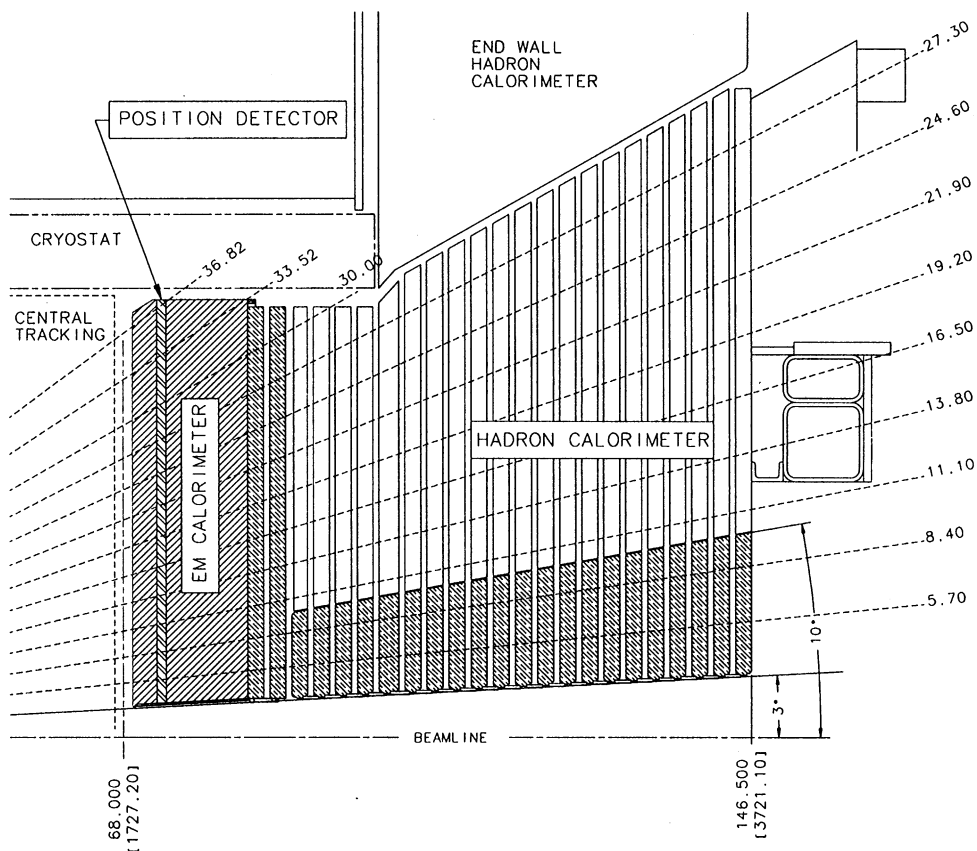 END WALL
HADRON
CALORIMETER
27.30
POSITION DETECTOR
24.60
21.90
CRYOSTAT
36.82
33.52
30.00
19.20
CENTRAL
TRACKING
16.50
EM CALORIMETER
HADRON CALORIMETER
13.80
11.10
8.40
5.70
10°
3°
BEAMLINE
68.000
[1727.20]
146.500
[3721.10]